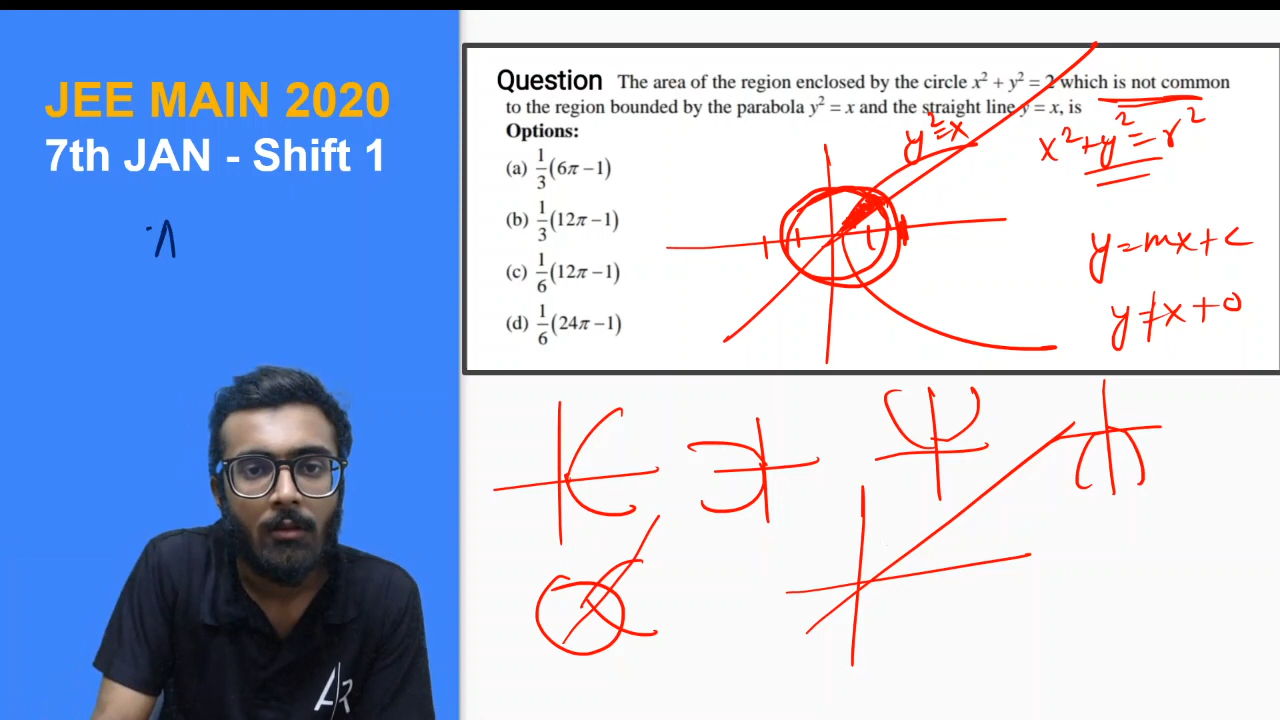 JEE MAIN 2020
7th JAN - Shift 1
Question The area of the region enclosed by the circle x² + y² = 2 which is not common
to the region bounded by the parabola y² = x and the straight line y = x, is
Options:
(a) 1/3 (6π – 1)
(b) 1/3 (12π – 1)
(c) 1/6 (12π – 1)
(d) 1/6 (24π – 1)
y² = x
x² + y² = r²
y = mx + c
y = x + 0
AR